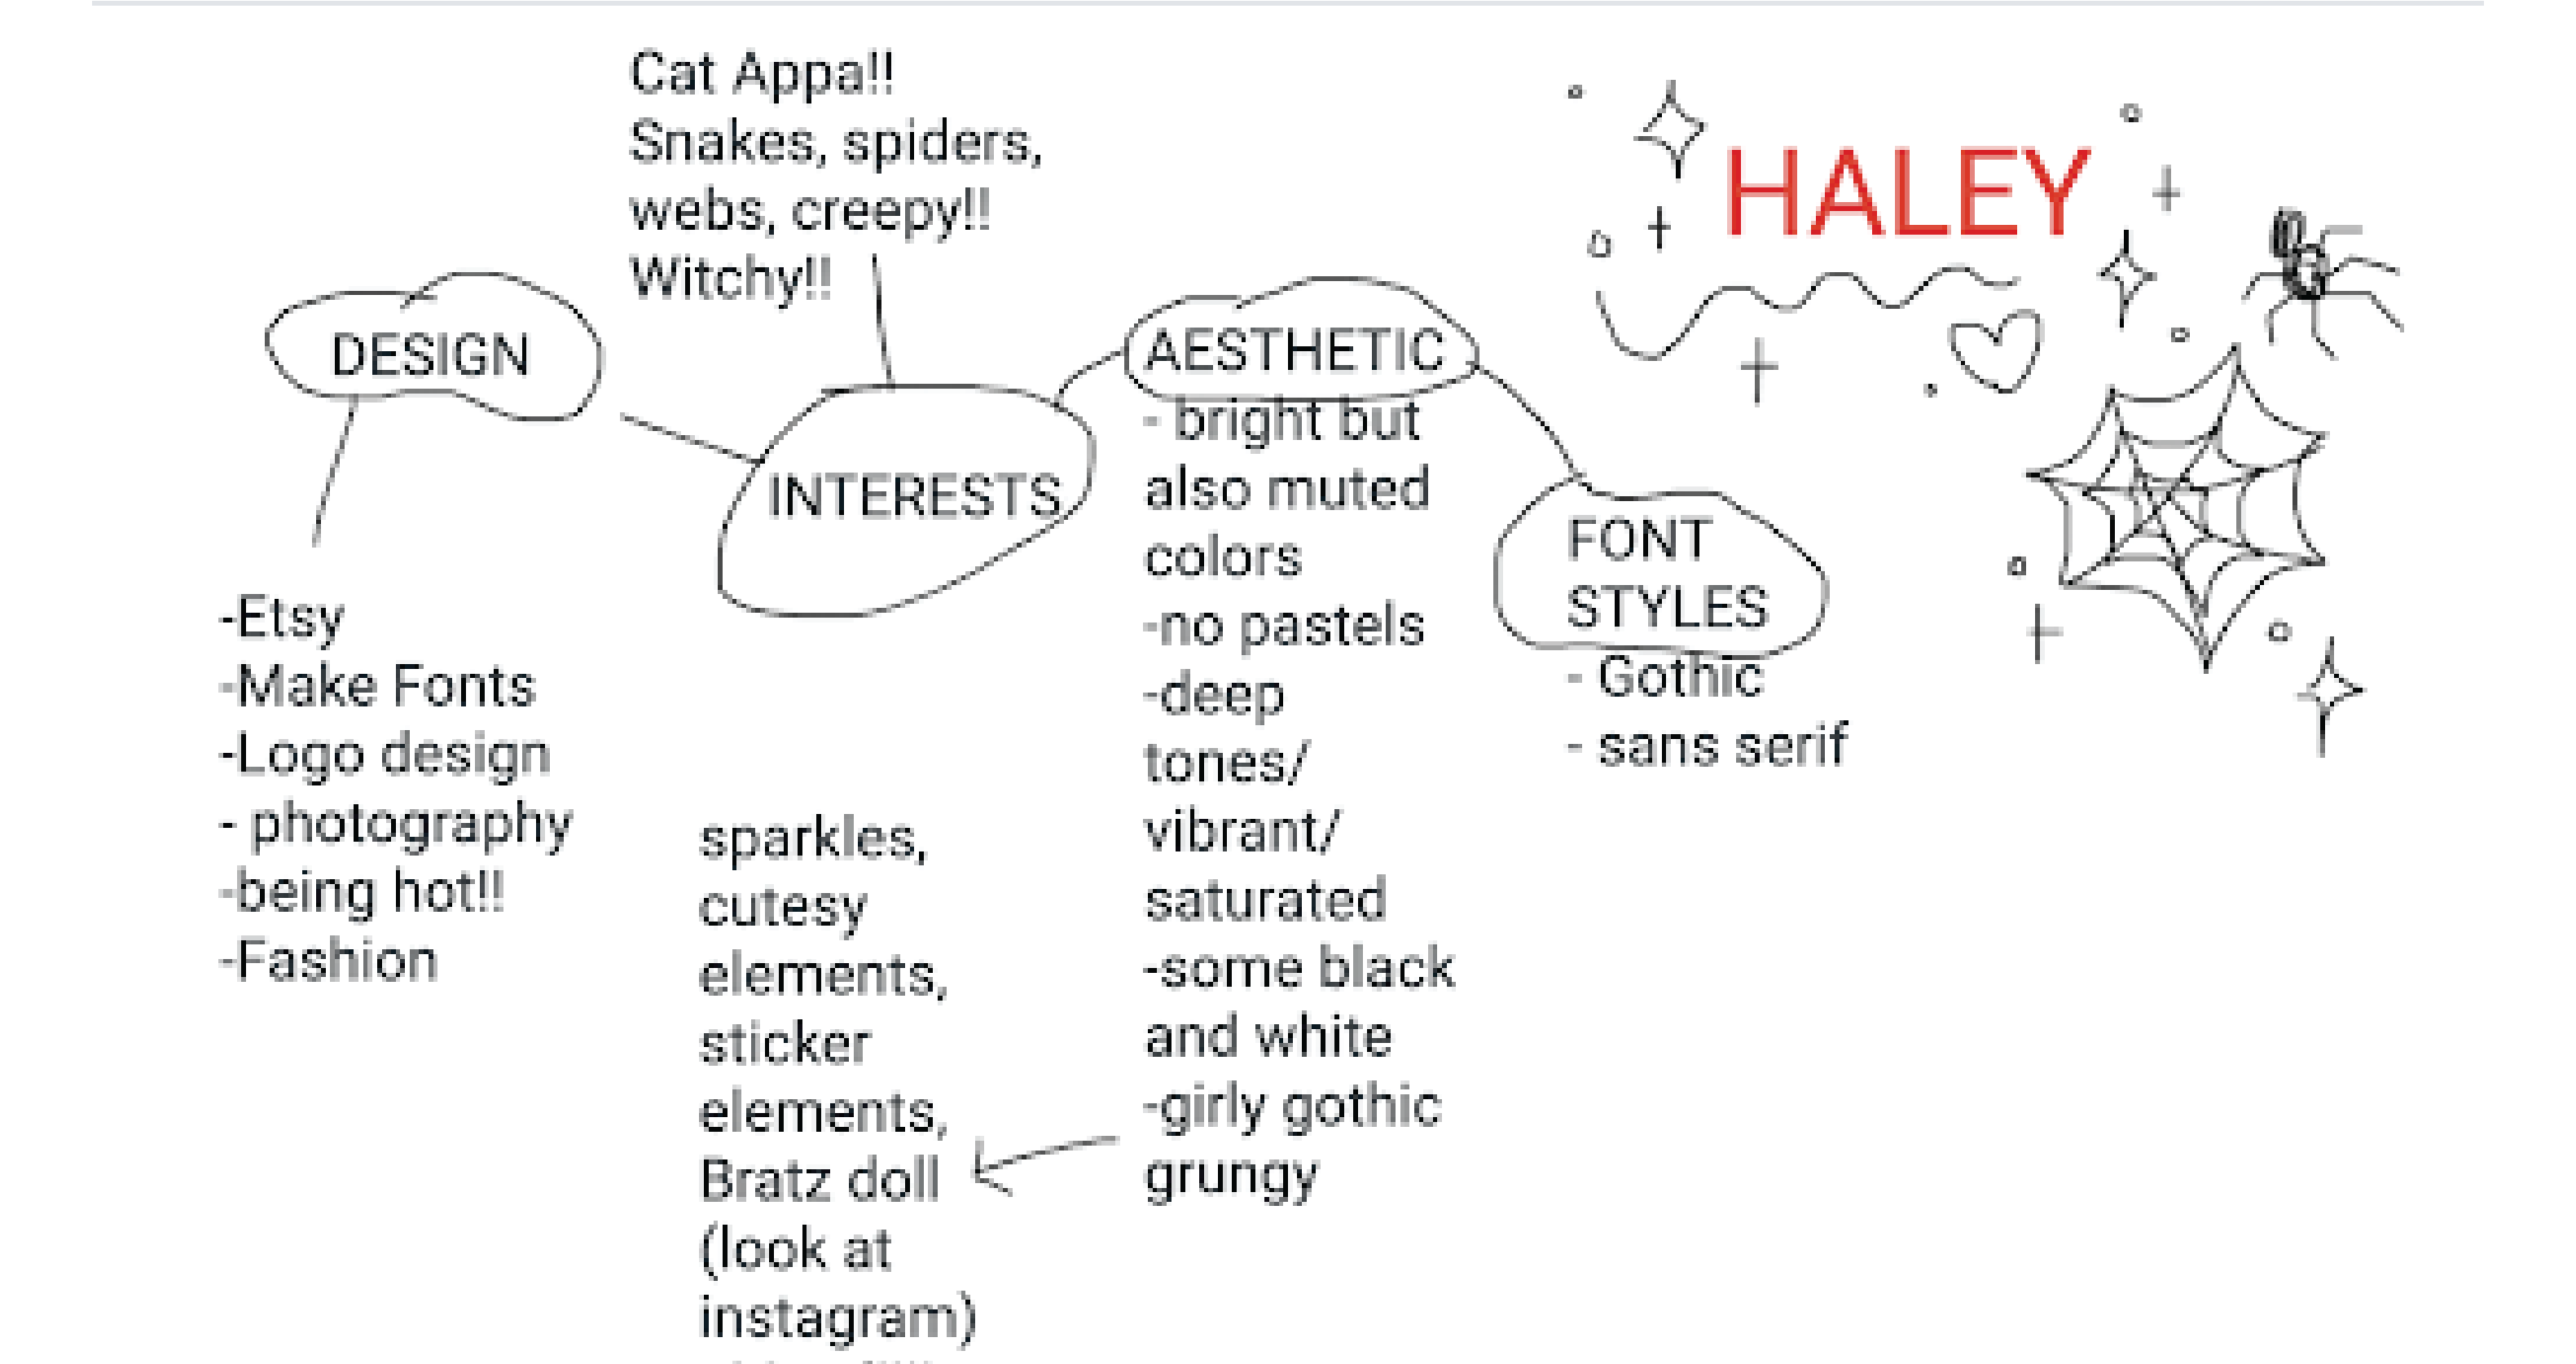 Cat Appa!!
Snakes, spiders,
webs, creepy!!
Witchy!!
HALEY
DESIGN
-Etsy
-Make Fonts
-Logo design
- photography
-being hot!!
-Fashion
INTERESTS
AESTHETIC
- bright but
also muted
colors
-no pastels
-deep
tones/
vibrant/
saturated
-some black
and white
-girly gothic
grungy
sparkles,
cutesy
elements,
sticker
elements,
Bratz doll
(look at
instagram)
FONT
STYLES
- Gothic
- sans serif